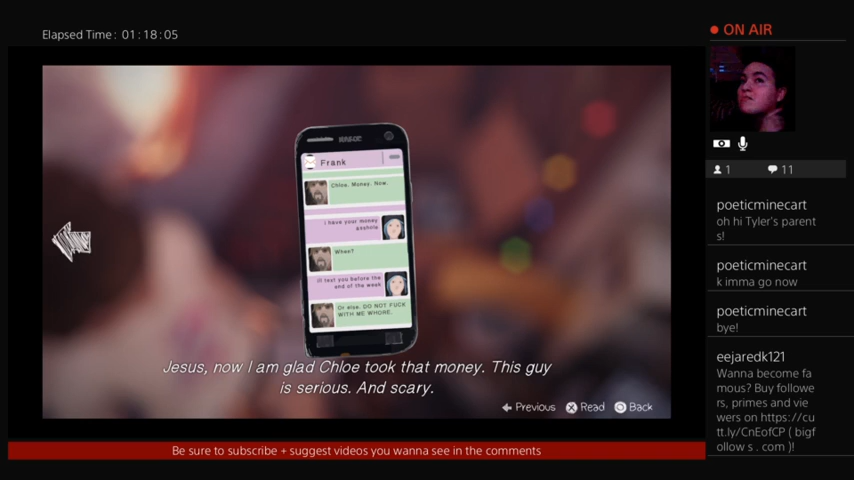 Elapsed Time: 01:18:05
ON AIR
1
11
Frank
Chloe. Money. Now.
i have your money
asshole
When?
ill text you before the
end of the week
Or else. DO NOT FUCK
WITH ME WHORE.
Jesus, now I am glad Chloe took that money. This guy
is serious. And scary.
Previous
Read
Back
Be sure to subscribe + suggest videos you wanna see in the comments
poeticminecart
oh hi Tyler's parent
s!
poeticminecart
k imma go now
poeticminecart
bye!
eejaredk121
Wanna become fa
mous? Buy followe
rs, primes and vie
wers on https://cu
tt.ly/CnEofCP ( bigf
ollow s . com )!